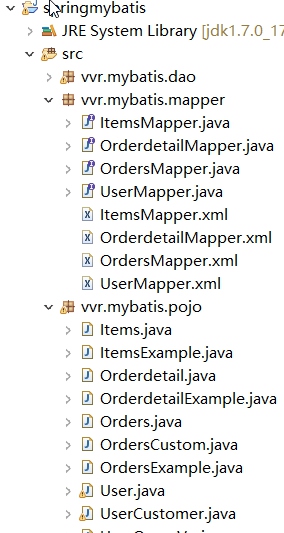 springmybatis
JRE System Library [jdk1.7.0_17
src
vvr.mybatis.dao
vvr.mybatis.mapper
ItemsMapper.java
OrderdetailMapper.java
OrdersMapper.java
UserMapper.java
ItemsMapper.xml
OrderdetailMapper.xml
OrdersMapper.xml
UserMapper.xml
vvr.mybatis.pojo
Items.java
ItemsExample.java
Orderdetail.java
OrderdetailExample.java
Orders.java
OrdersCustom.java
OrdersExample.java
User.java
UserCustomer.java